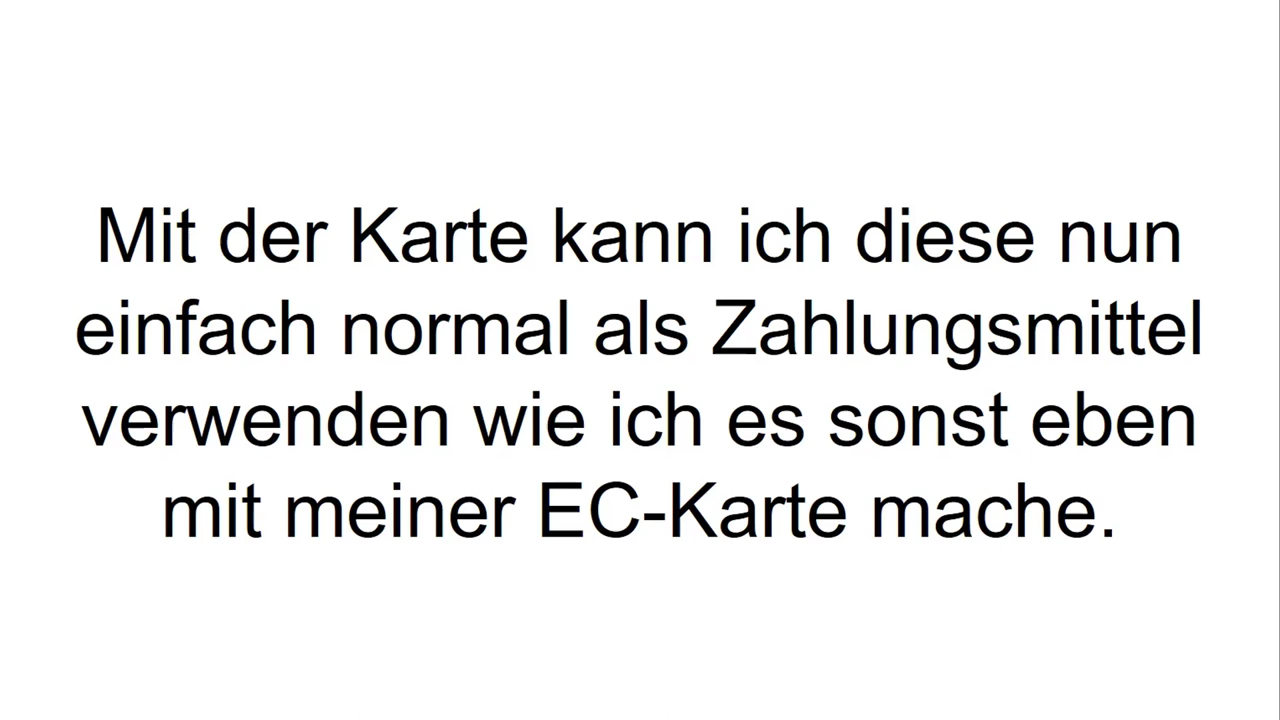 Mit der Karte kann ich diese nun
einfach normal als Zahlungsmittel
verwenden wie ich es sonst eben
mit meiner EC-Karte mache.